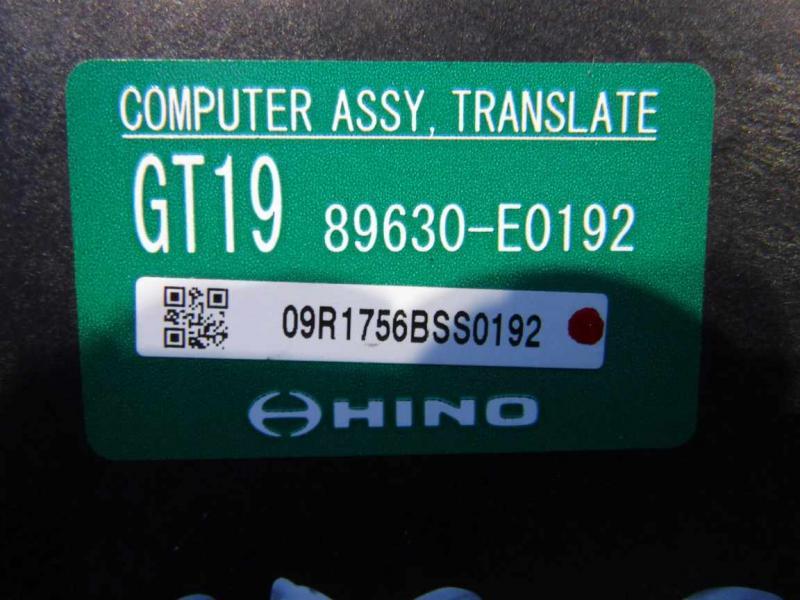 COMPUTER ASSY, TRANSLATE
GT19 89630-E0192
09R1756BSS0192
HINO